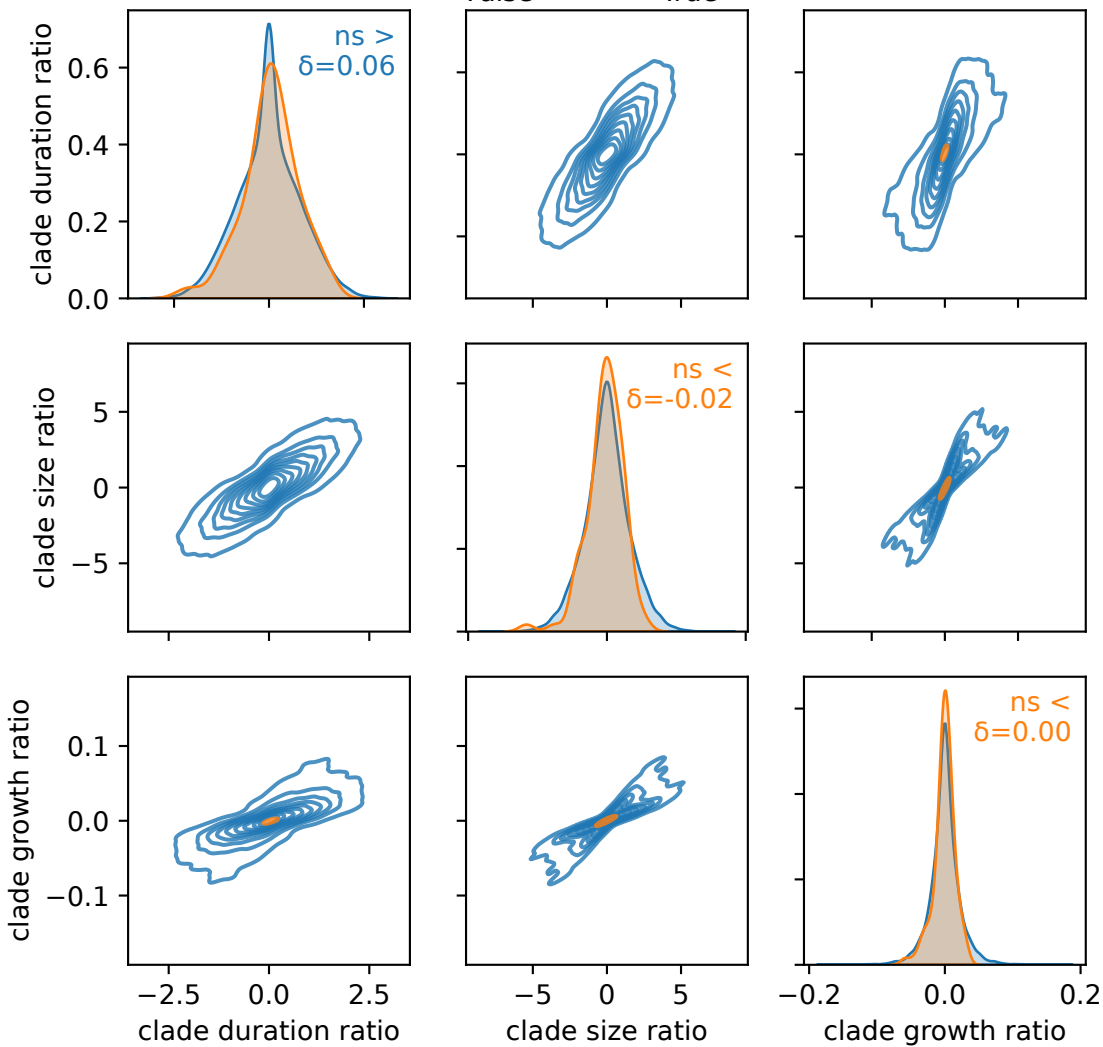 clade duration ratio
0.6
0.4
0.2
0.0
ns >
δ=0.06
clade size ratio
5
0
−5
ns <
δ=-0.02
clade growth ratio
0.1
0.0
−0.1
ns <
δ=0.00
−2.5 0.0 2.5
−5 0 5
−0.2 0.0 0.2
clade duration ratio
clade size ratio
clade growth ratio